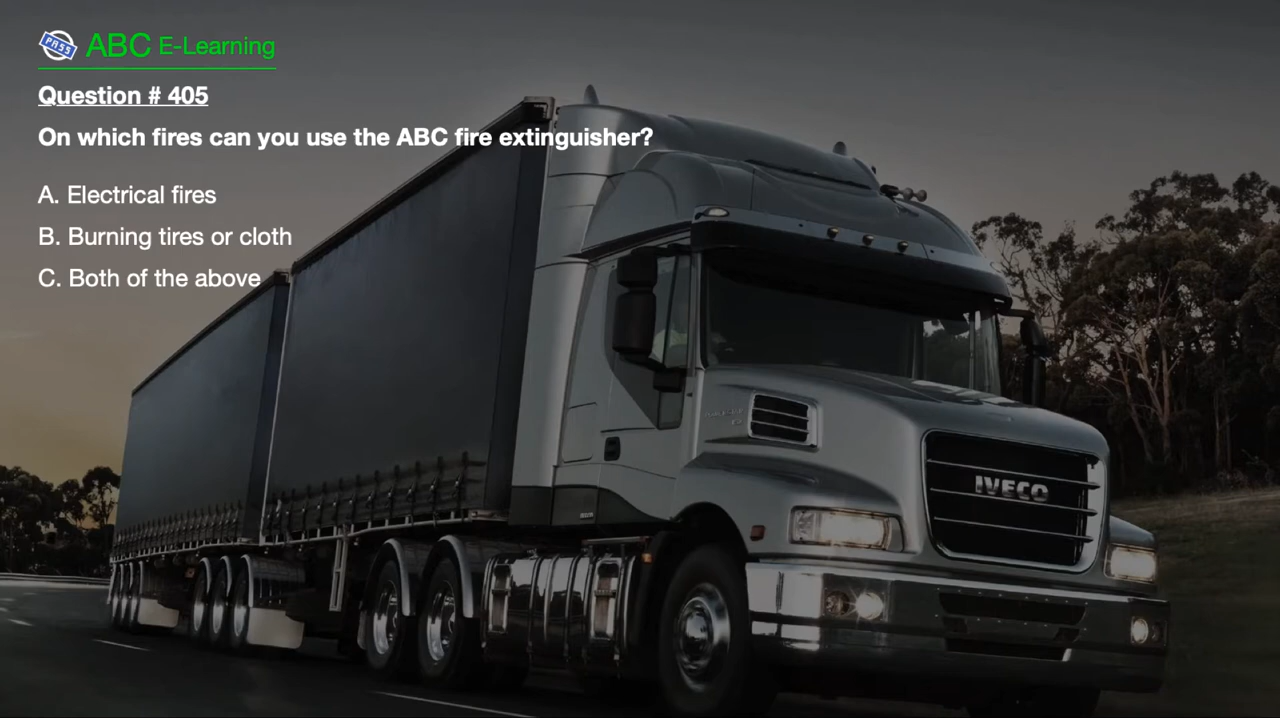 PASS ABC E-Learning
Question # 405
On which fires can you use the ABC fire extinguisher?
A. Electrical fires
B. Burning tires or cloth
C. Both of the above
IVECO